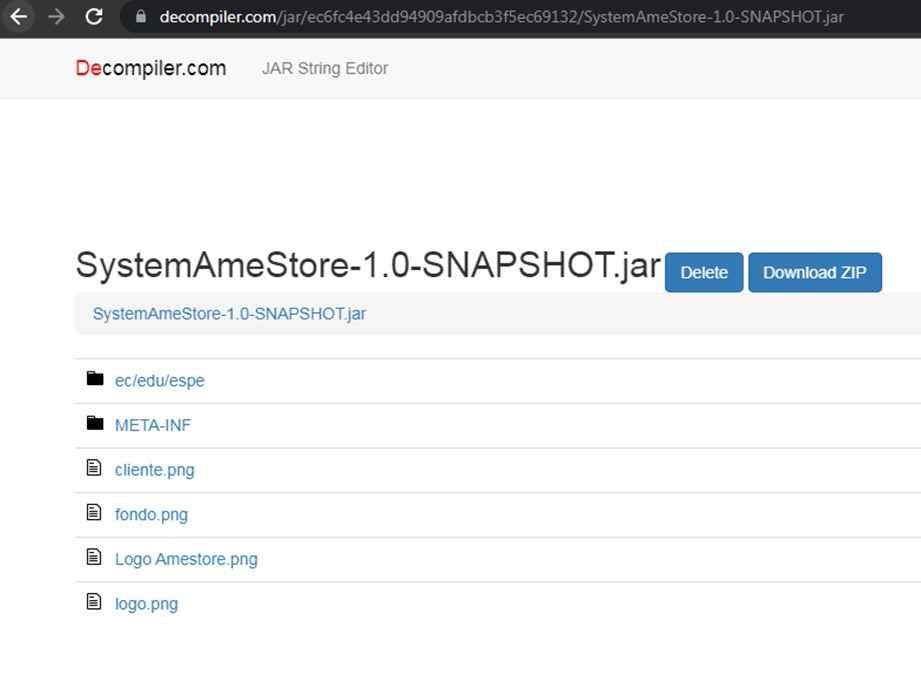 decompiler.com/jar/ec6fc4e43dd94909afdbcb3f5ec69132/SystemAmeStore-1.0-SNAPSHOT.jar
Decompiler.com JAR String Editor
SystemAmeStore-1.0-SNAPSHOT.jar Delete Download ZIP
SystemAmeStore-1.0-SNAPSHOT.jar
ec/edu/espe
META-INF
cliente.png
fondo.png
Logo Amestore.png
logo.png